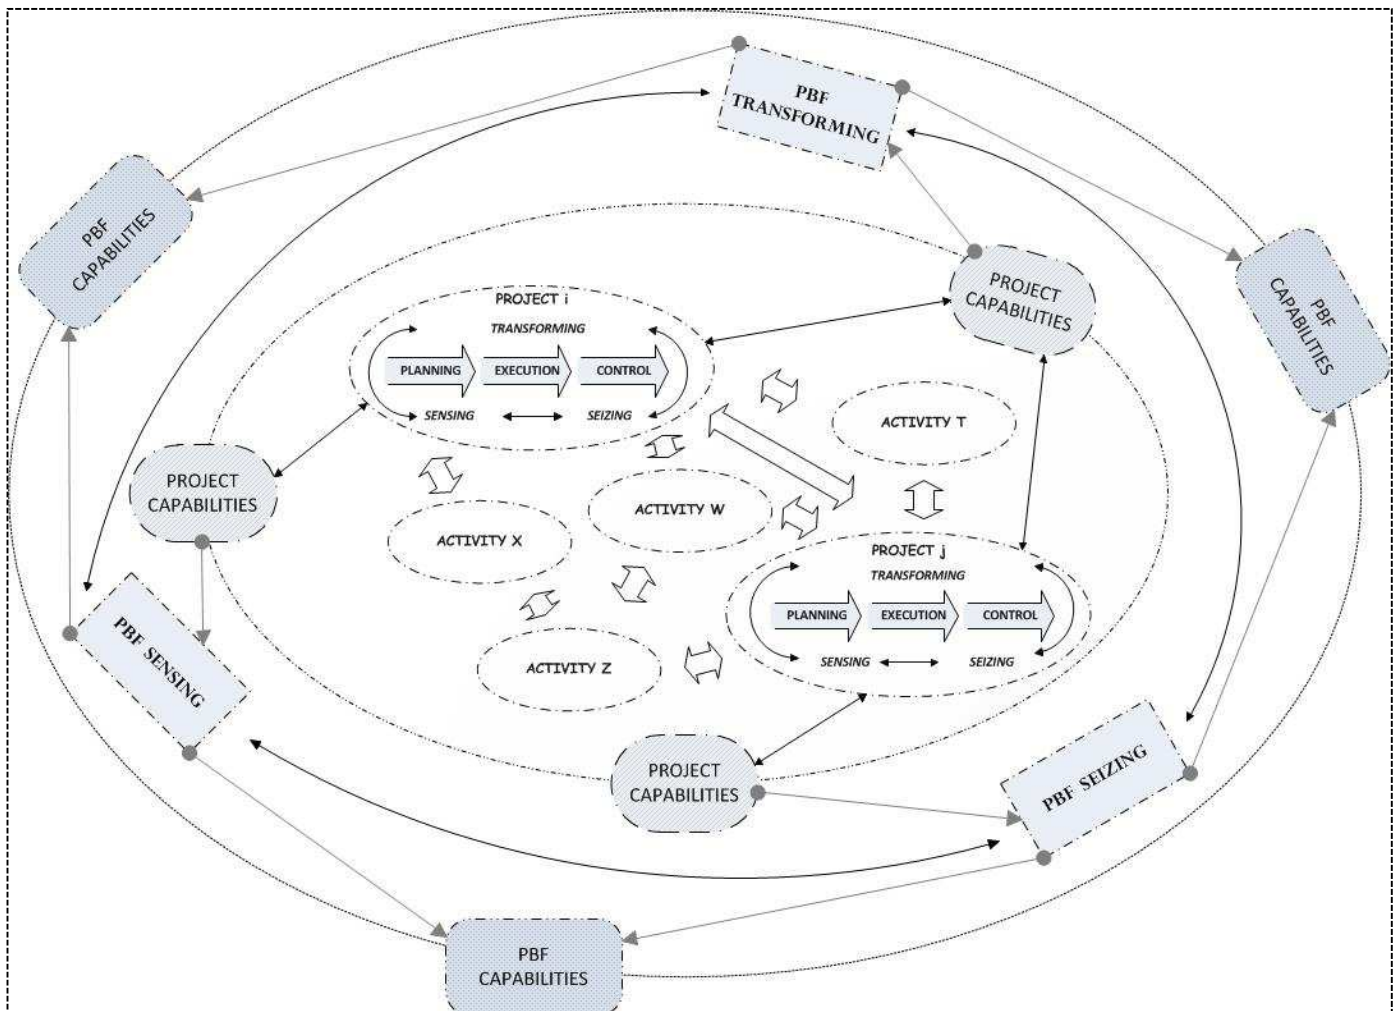 PBF
TRANSFORMING
PBF
CAPABILITIES
PBF
CAPABILITIES
PROJECT
CAPABILITIES
PROJECT i
TRANSFORMING
PLANNING
EXECUTION
CONTROL
SENSING
SEIZING
ACTIVITY T
PROJECT
CAPABILITIES
ACTIVITY W
ACTIVITY X
PROJECT j
TRANSFORMING
PLANNING
EXECUTION
CONTROL
SENSING
SEIZING
ACTIVITY Z
PBF SENSING
PROJECT
CAPABILITIES
PBF SEIZING
PBF
CAPABILITIES